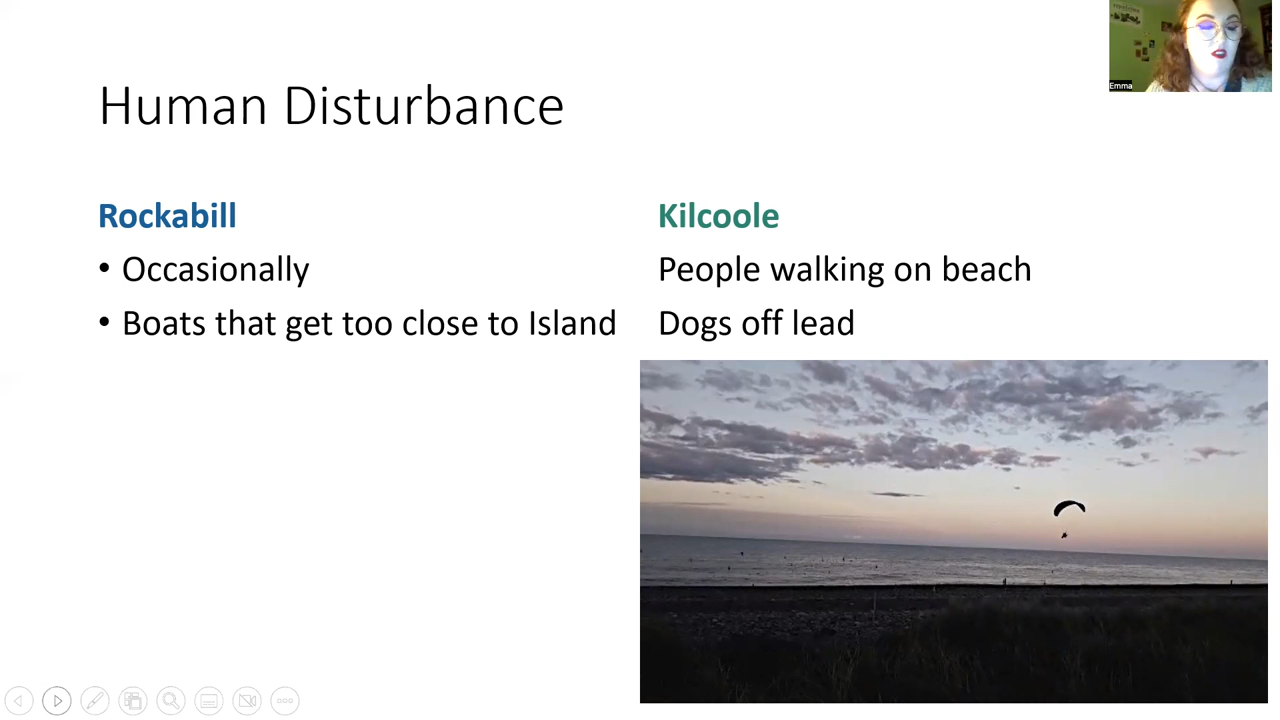 Human Disturbance
Rockabill
• Occasionally
• Boats that get too close to Island
Kilcoole
People walking on beach
Dogs off lead
Emma